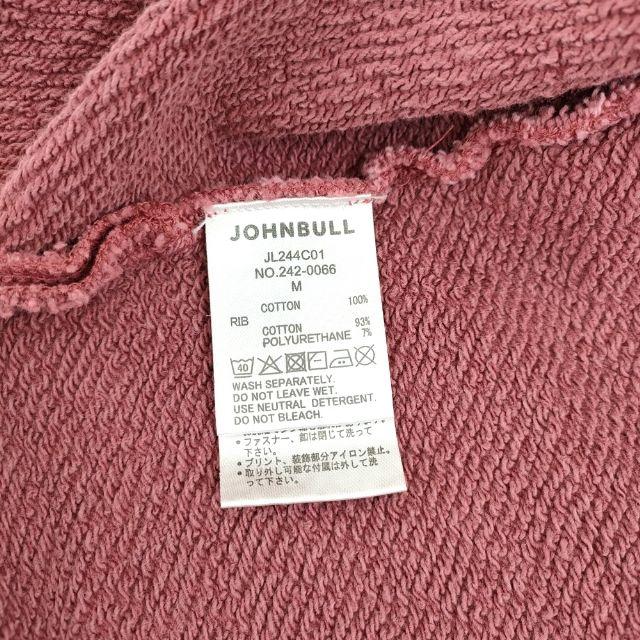 JOHNBULL
JL244C01
NO.242-0066
M
COTTON 100%
RIB COTTON 93%
POLYURETHANE 7%
40
WASH SEPARATELY.
DO NOT LEAVE WET.
USE NEUTRAL DETERGENT.
DO NOT BLEACH.
•ファスナー、釦は閉じて洗って
下さい。
•プリント、装飾部分アイロン禁止。
•取り外し可能な付属は外して洗
って下さい。